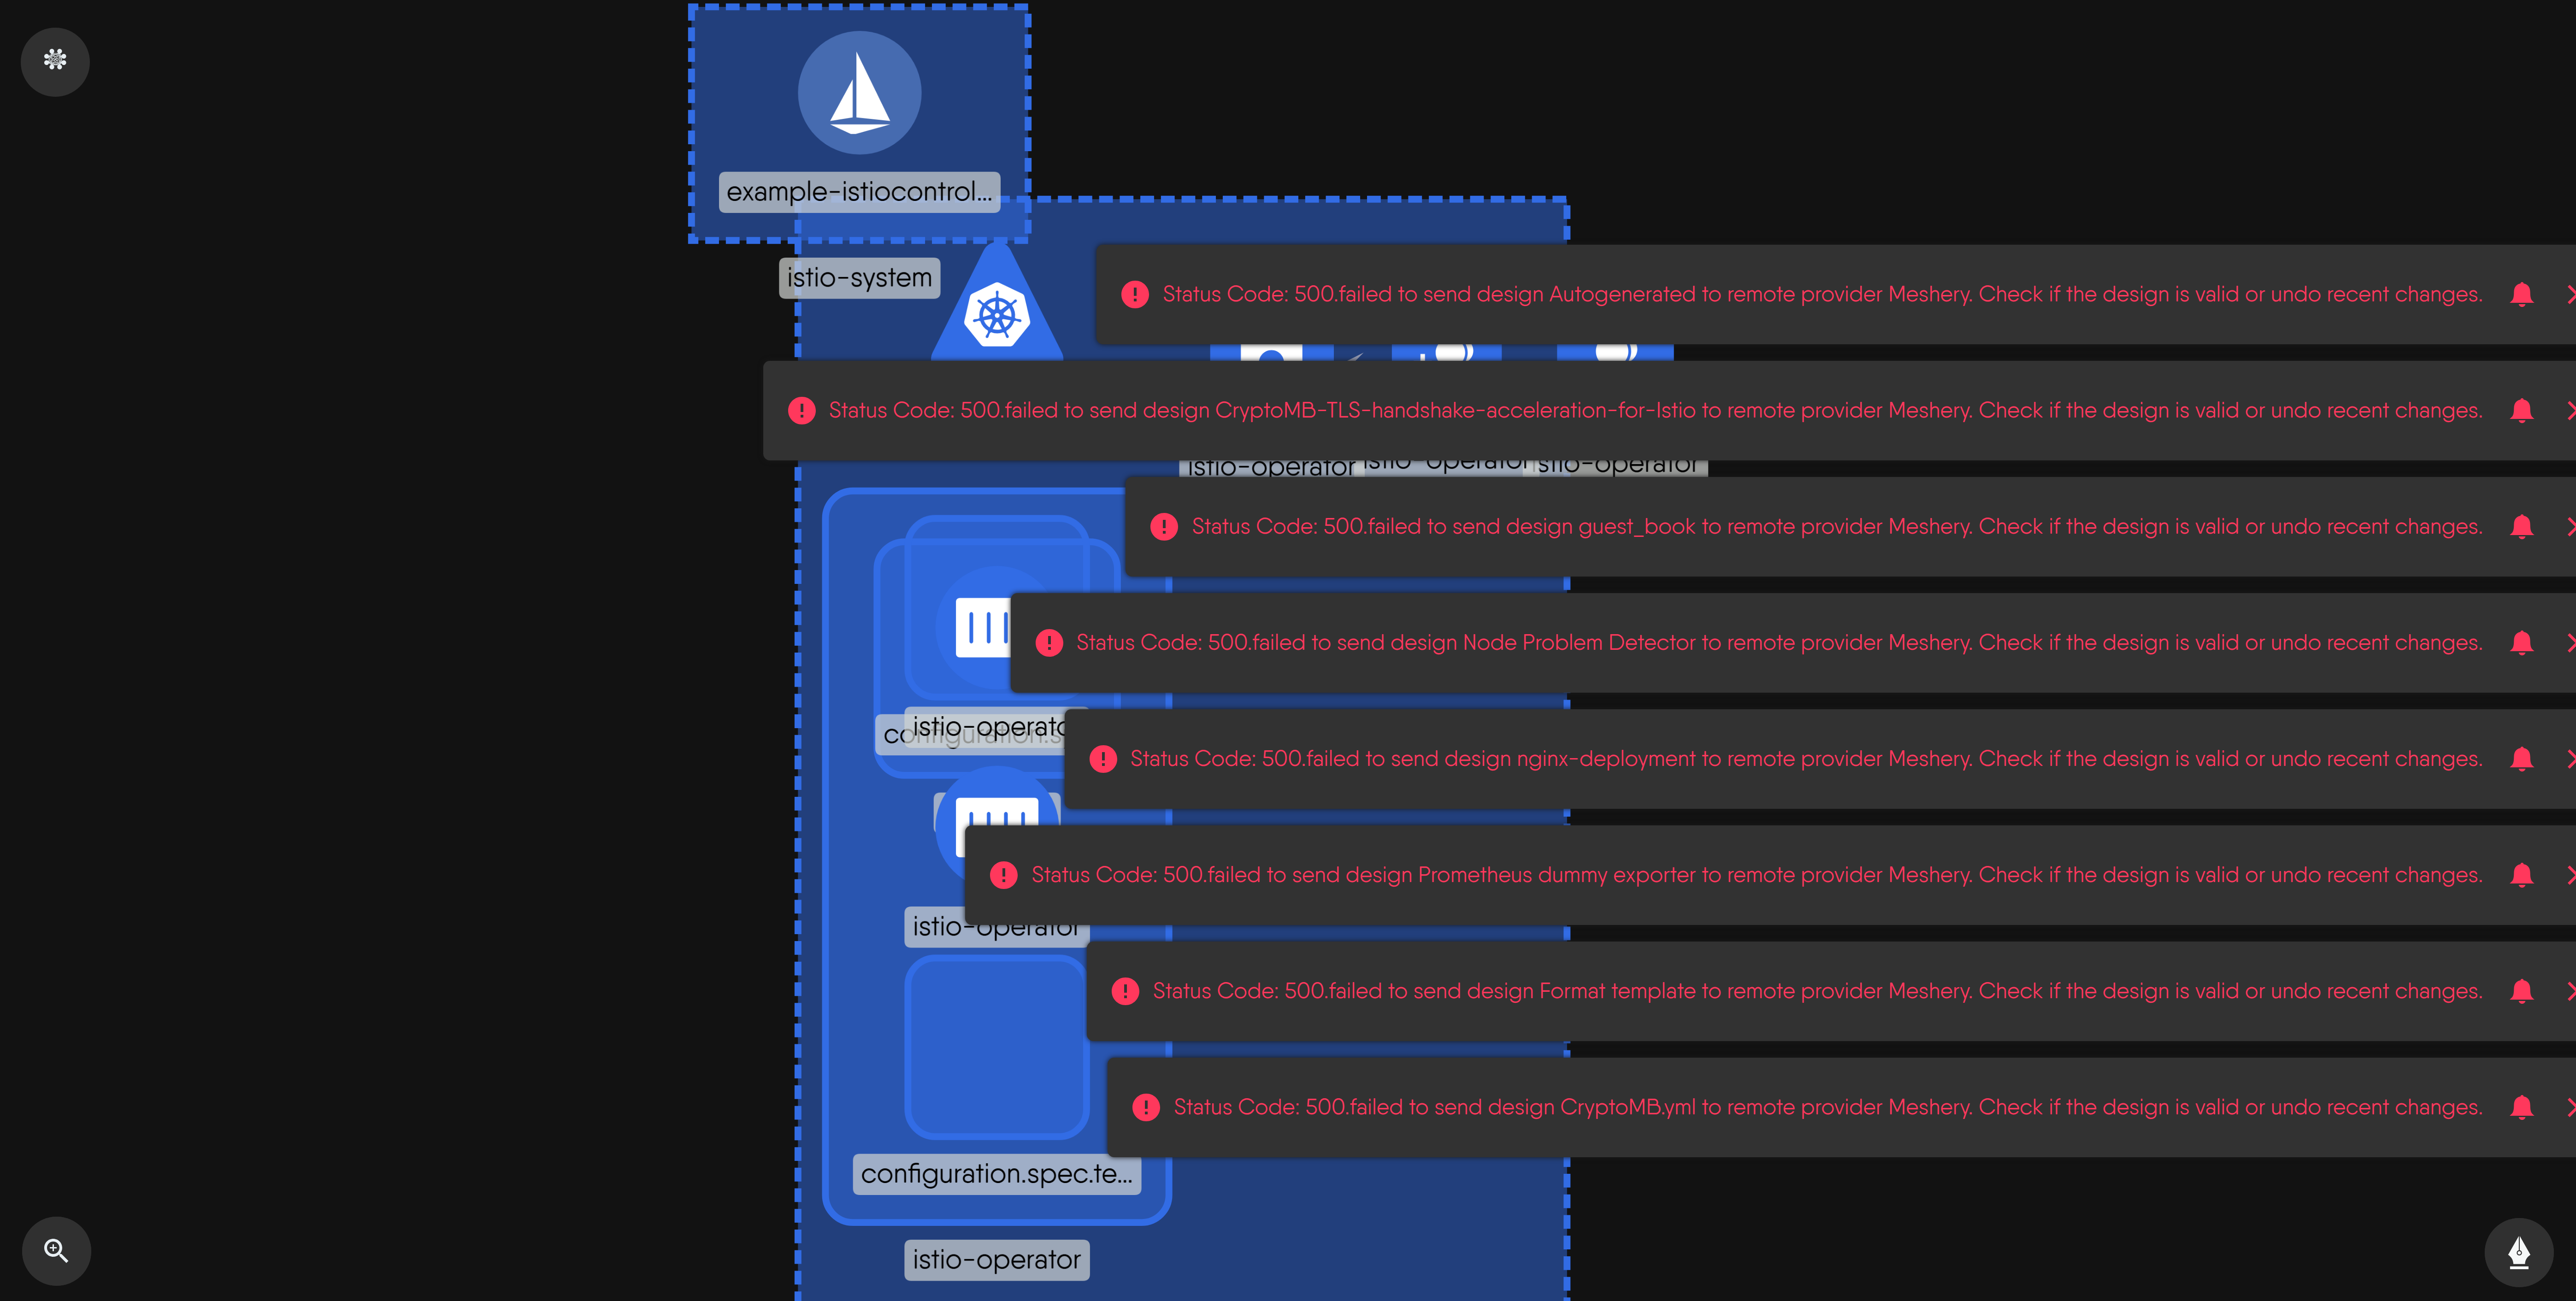 example-istiocontrol...
istio-system
Status Code: 500.failed to send design Autogenerated to remote provider Meshery. Check if the design is valid or undo recent changes.
Status Code: 500.failed to send design CryptoMB-TLS-handshake-acceleration-for-Istio to remote provider Meshery. Check if the design is valid or undo recent changes.
istio-operator istio-operator istio-operator
Status Code: 500.failed to send design guest_book to remote provider Meshery. Check if the design is valid or undo recent changes.
Status Code: 500.failed to send design Node Problem Detector to remote provider Meshery. Check if the design is valid or undo recent changes.
istio-operato
Status Code: 500.failed to send design nginx-deployment to remote provider Meshery. Check if the design is valid or undo recent changes.
Status Code: 500.failed to send design Prometheus dummy exporter to remote provider Meshery. Check if the design is valid or undo recent changes.
istio-operator
Status Code: 500.failed to send design Format template to remote provider Meshery. Check if the design is valid or undo recent changes.
Status Code: 500.failed to send design CryptoMB.yml to remote provider Meshery. Check if the design is valid or undo recent changes.
configuration.spec.te...
istio-operator